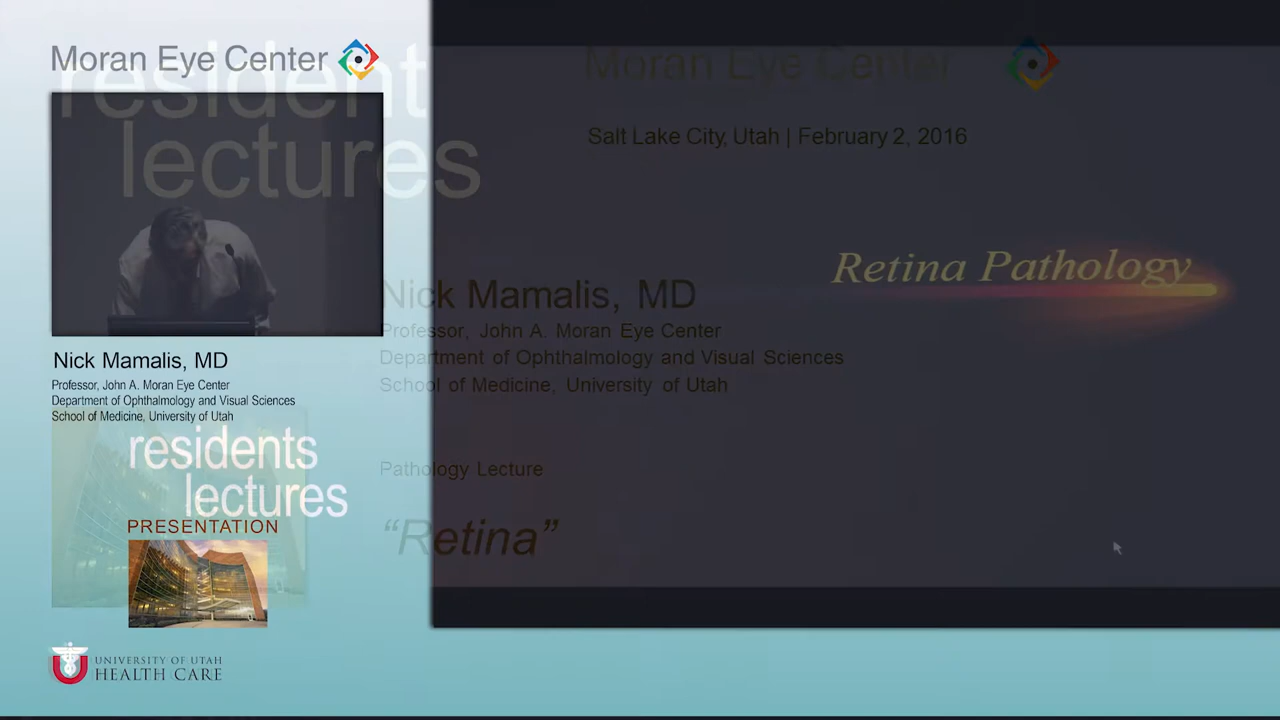 Moran Eye Center
residents
lectures
Nick Mamalis, MD
Professor, John A. Moran Eye Center
Department of Ophthalmology and Visual Sciences
School of Medicine, University of Utah
residents
lectures
PRESENTATION
UNIVERSITY OF UTAH
HEALTH CARE
Moran Eye Center
Salt Lake City, Utah | February 2, 2016
Retina Pathology
Nick Mamalis, MD
Professor, John A. Moran Eye Center
Department of Ophthalmology and Visual Sciences
School of Medicine, University of Utah
Pathology Lecture
“Retina”